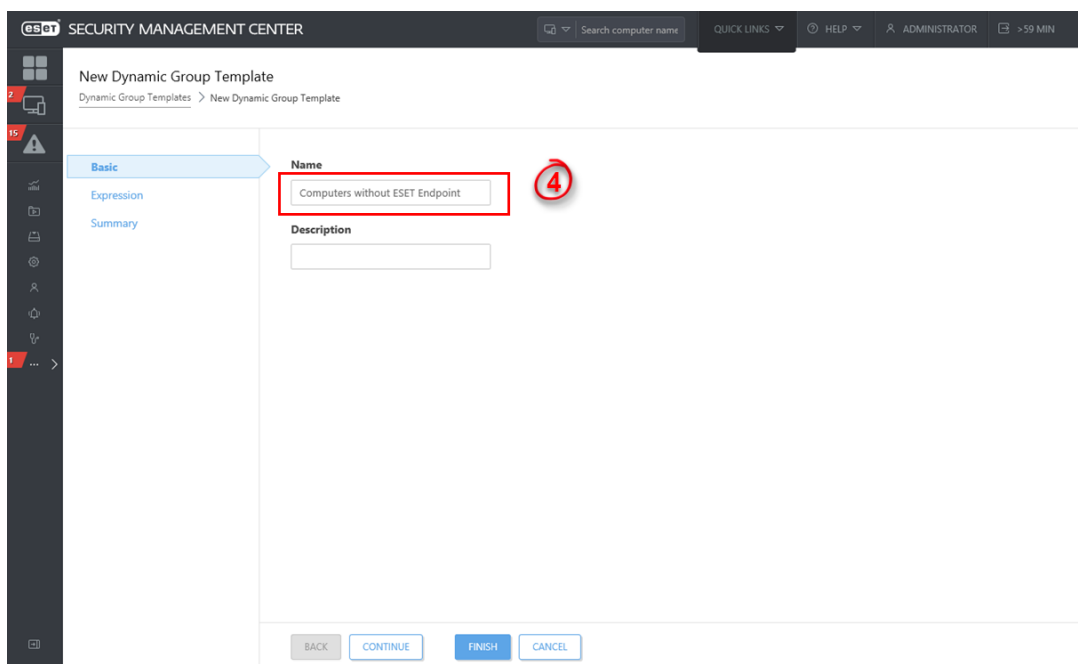 eset SECURITY MANAGEMENT CENTER
Search computer name
QUICK LINKS
HELP
ADMINISTRATOR
>59 MIN
New Dynamic Group Template
Dynamic Group Templates > New Dynamic Group Template
2
15
1
Basic
Expression
Summary
Name
Computers without ESET Endpoint
4
Description
BACK
CONTINUE
FINISH
CANCEL